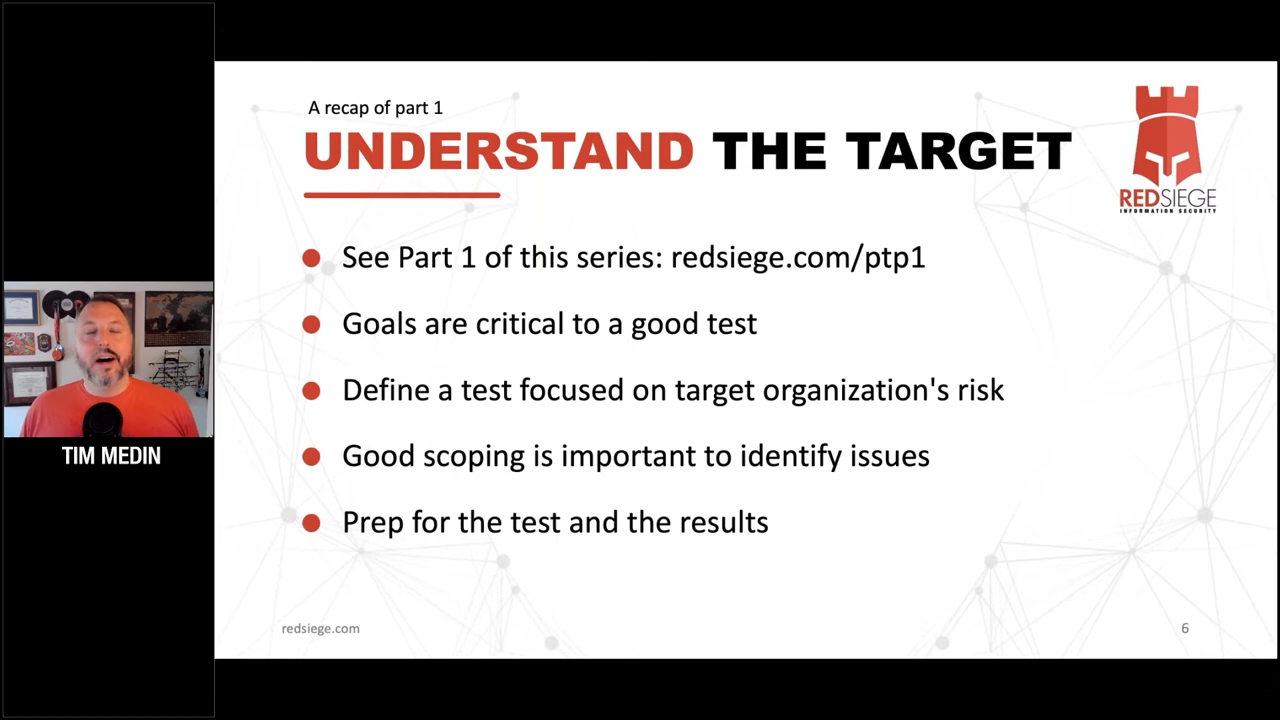 A recap of part 1
UNDERSTAND THE TARGET
REDSIEGE
INFORMATION SECURITY
See Part 1 of this series: redsiege.com/ptp1
Goals are critical to a good test
Define a test focused on target organization's risk
Good scoping is important to identify issues
Prep for the test and the results
TIM MEDIN
redsiege.com
6